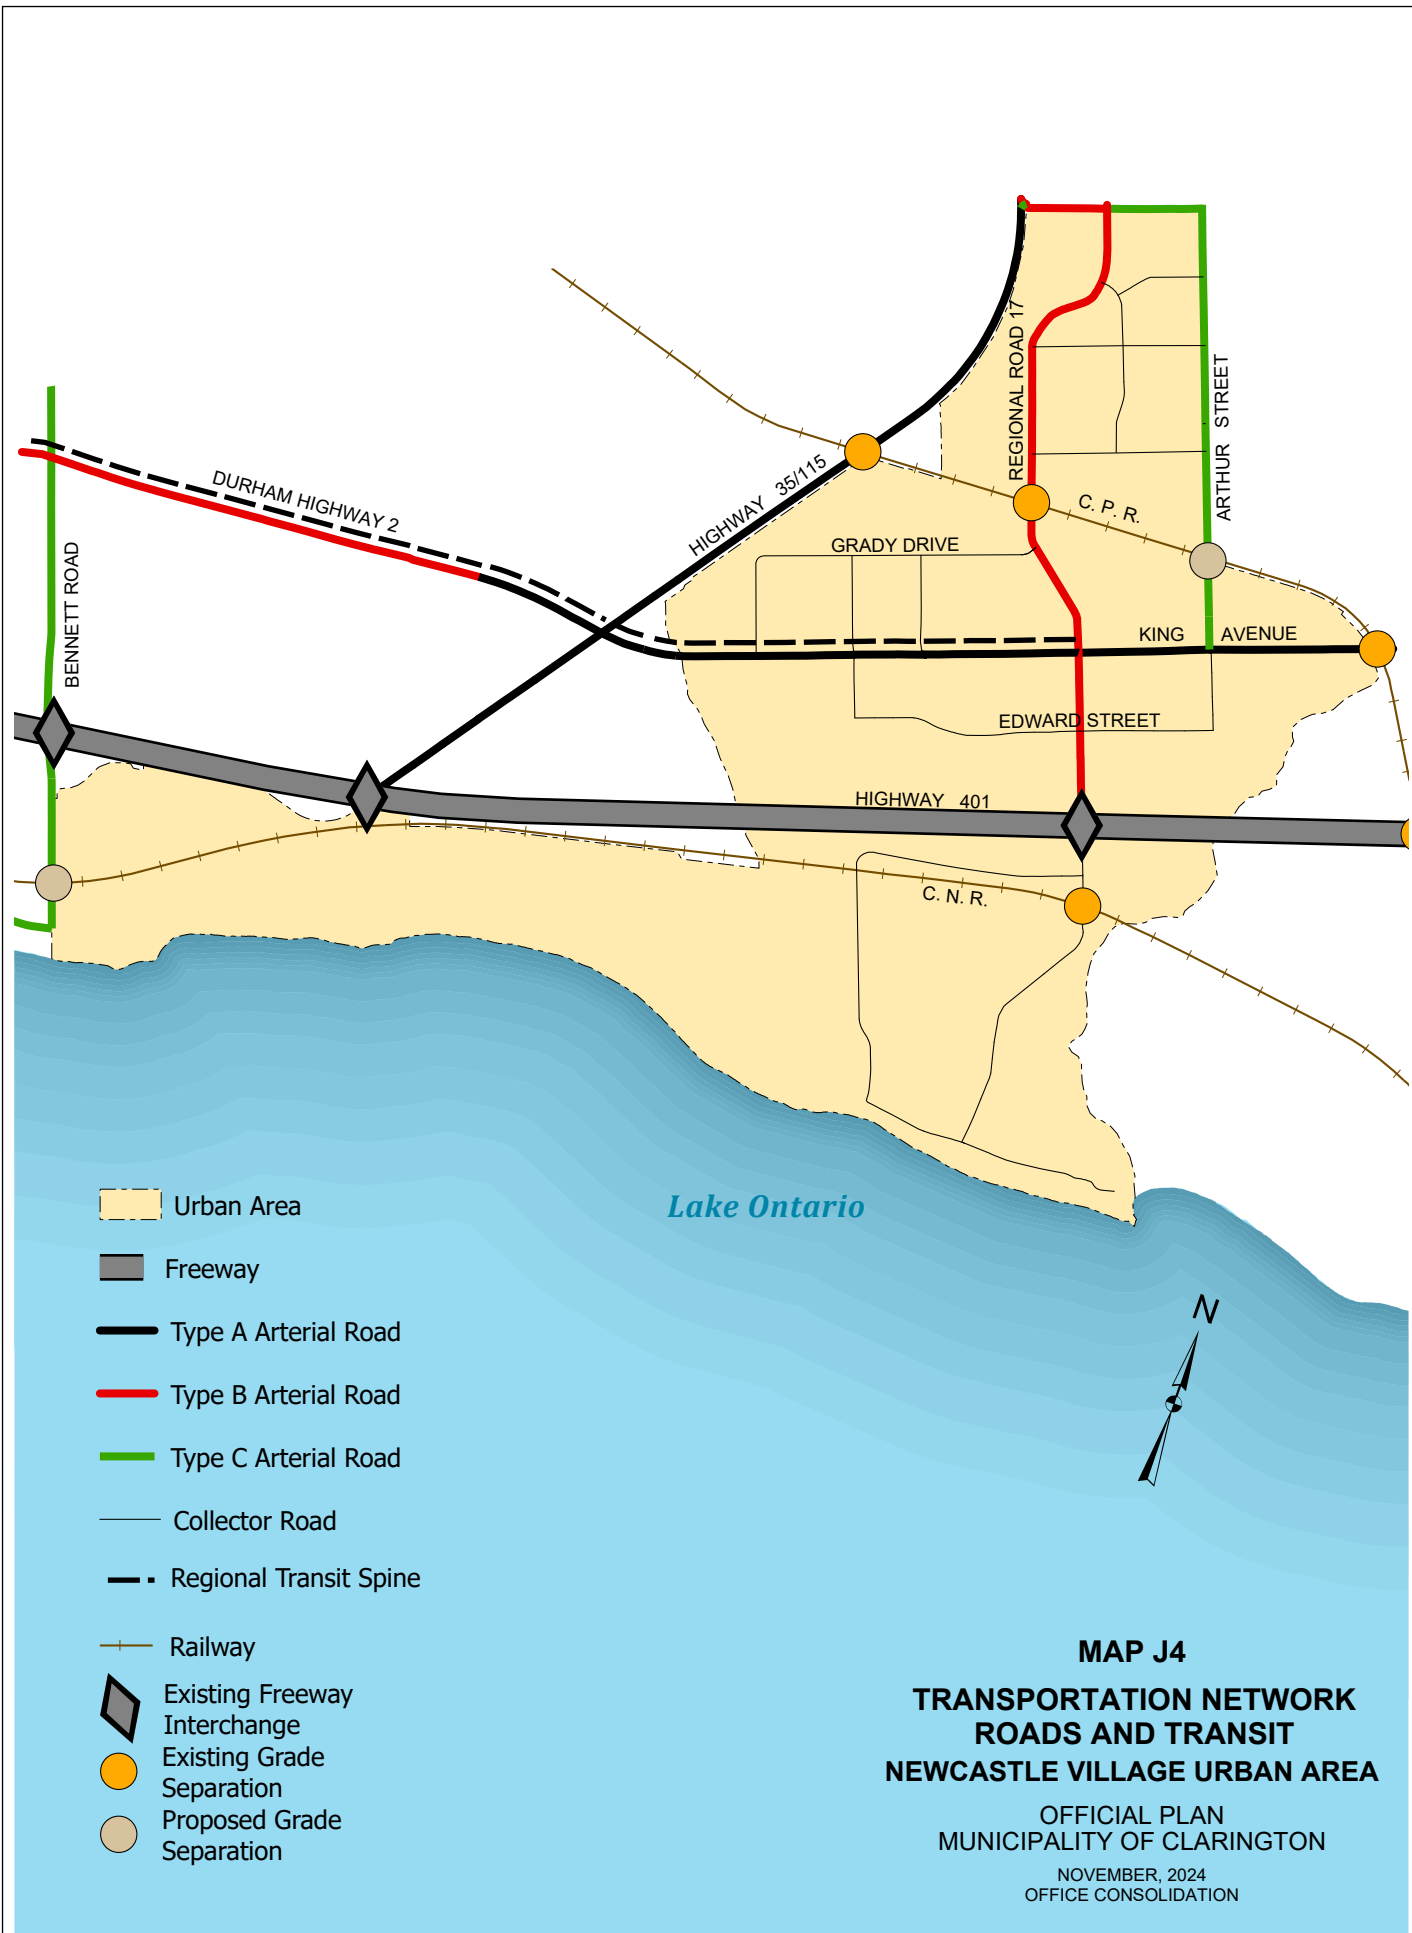 REGIONAL ROAD 17
ARTHUR STREET
DURHAM HIGHWAY 2
HIGHWAY 35/115
C. P. R.
GRADY DRIVE
BENNETT ROAD
KING AVENUE
EDWARD STREET
HIGHWAY 401
C. N. R.
Lake Ontario
Urban Area
Freeway
Type A Arterial Road
Type B Arterial Road
Type C Arterial Road
Collector Road
Regional Transit Spine
Railway
Existing Freeway
Interchange
Existing Grade
Separation
Proposed Grade
Separation
N
MAP J4
TRANSPORTATION NETWORK
ROADS AND TRANSIT
NEWCASTLE VILLAGE URBAN AREA
OFFICIAL PLAN
MUNICIPALITY OF CLARINGTON
NOVEMBER, 2024
OFFICE CONSOLIDATION